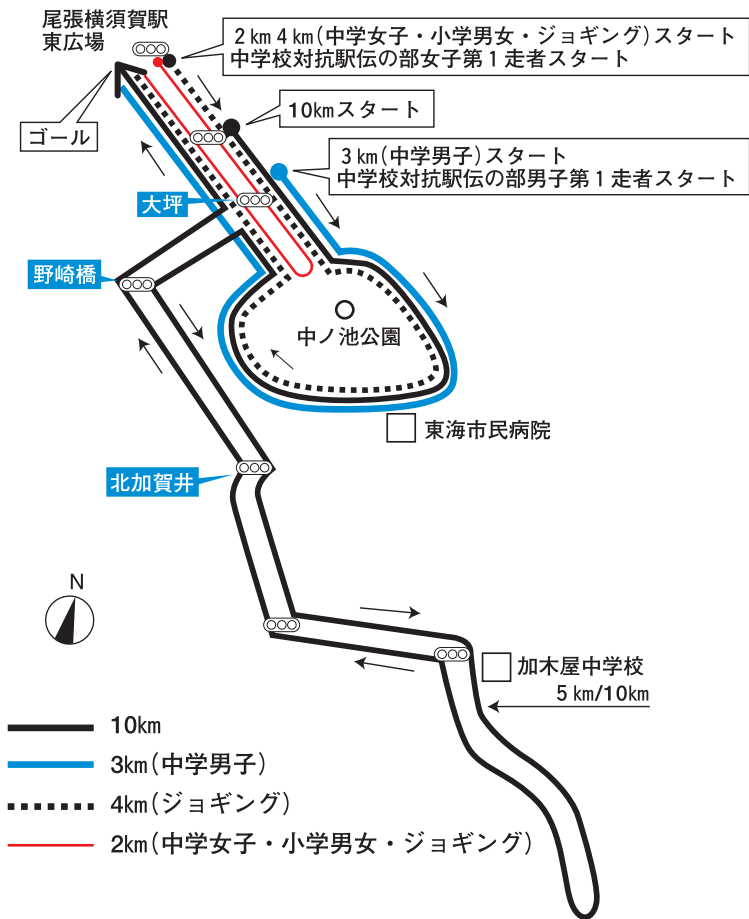 尾張横須賀駅
東広場
2km4km(中学女子・小学男女・ジョギング)スタート
中学校対抗駅伝の部女子第1走者スタート
10kmスタート
ゴール
3km(中学男子)スタート
中学校対抗駅伝の部男子第1走者スタート
大坪
野崎橋
中ノ池公園
東海市民病院
北加賀井
N
加木屋中学校
5km/10km
10km
3km(中学男子)
4km(ジョギング)
2km(中学女子・小学男女・ジョギング)